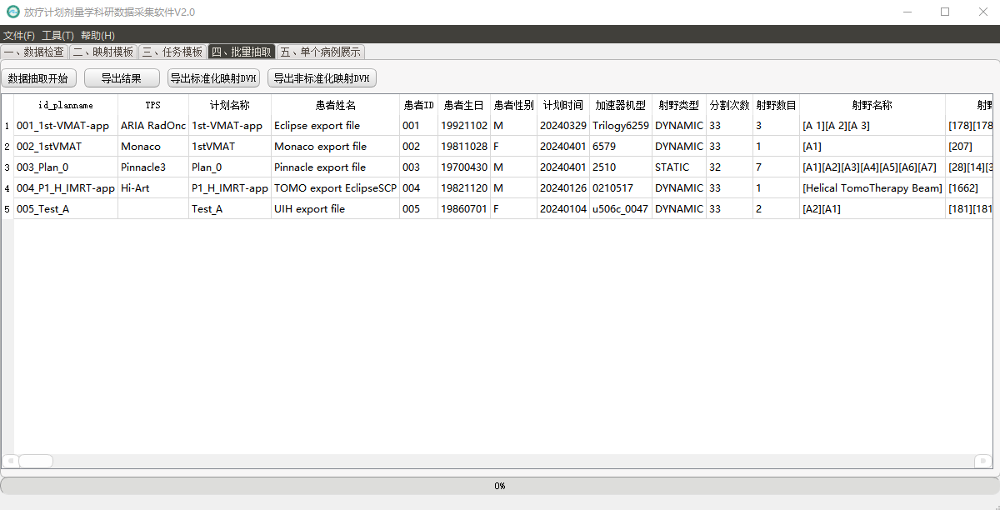 放疗计划剂量学科研数据采集软件V2.0
文件(F) 工具(T) 帮助(H)
一、数据检查 二、映射模板 三、任务模板 四、批量抽取 五、单个病例展示
数据抽取开始 导出结果 导出标准化映射DVH 导出非标准化映射DVH
id_planname TPS 计划名称 患者姓名 患者ID 患者生日 患者性别 计划时间 加速器机型 射野类型 分割次数 射野数目 射野名称 射野
1 001_1st-VMAT-app ARIA RadOnc 1st-VMAT-app Eclipse export file 001 19921102 M 20240329 Trilogy6259 DYNAMIC 33 3 [A 1][A 2][A 3] [178][178
2 002_1stVMAT Monaco 1stVMAT Monaco export file 002 19811028 F 20240401 6579 DYNAMIC 33 1 [A1] [207]
3 003_Plan_0 Pinnacle3 Plan_0 Pinnacle export file 003 19700430 M 20240401 2510 STATIC 32 7 [A1][A2][A3][A4][A5][A6][A7] [28][14][3
4 004_P1_H_IMRT-app Hi-Art P1_H_IMRT-app TOMO export EclipseSCP 004 19821120 M 20240126 0210517 DYNAMIC 33 1 [Helical TomoTherapy Beam] [1662]
5 005_Test_A Test_A UIH export file 005 19860701 F 20240104 u506c_0047 DYNAMIC 33 2 [A2][A1] [181][181
0%